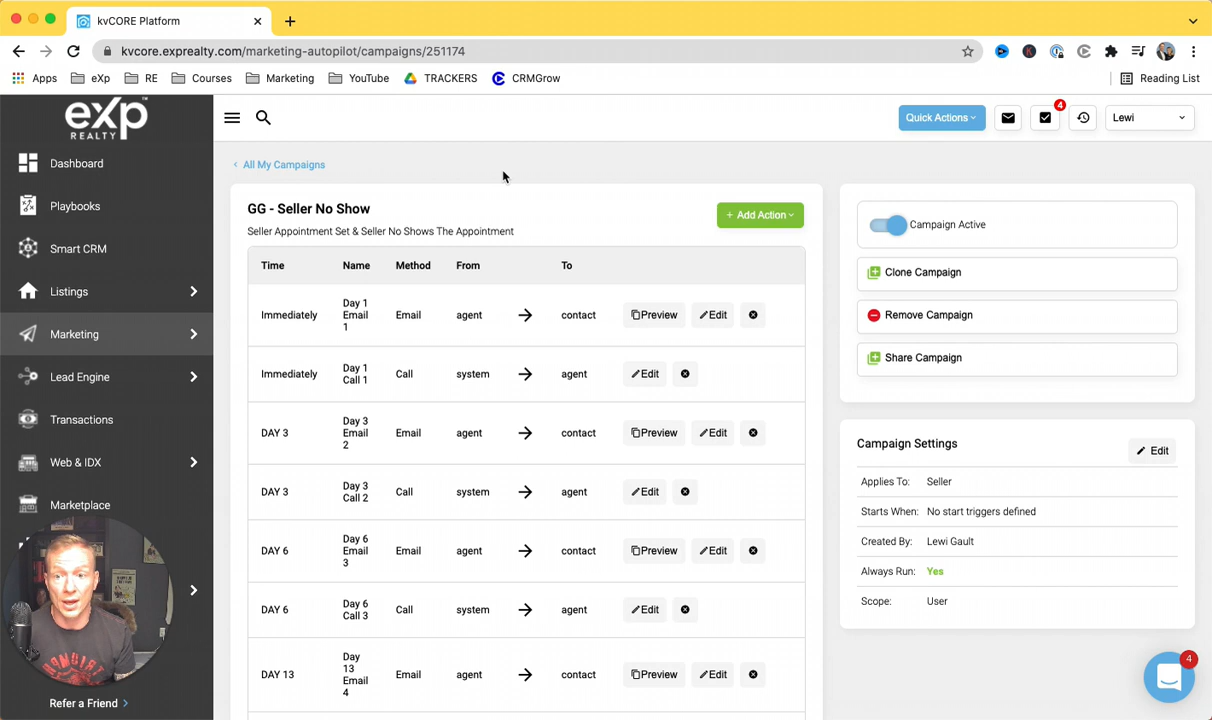 kvCORE Platform
kvcore.exprealty.com/marketing-autopilot/campaigns/251174
Apps eXp RE Courses Marketing YouTube TRACKERS CRMGrow Reading List
eXp
REALTY
Dashboard
Playbooks
Smart CRM
Listings
Marketing
Lead Engine
Transactions
Web & IDX
Marketplace
Refer a Friend
Quick Actions
4
Lewi
All My Campaigns
GG - Seller No Show
+ Add Action
Seller Appointment Set & Seller No Shows The Appointment
Time Name Method From To
Immediately Day 1 Email 1 Email agent contact Preview Edit
Immediately Day 1 Call 1 Call system agent Edit
DAY 3 Day 3 Email 2 Email agent contact Preview Edit
DAY 3 Day 3 Call 2 Call system agent Edit
DAY 6 Day 6 Email 3 Email agent contact Preview Edit
DAY 6 Day 6 Call 3 Call system agent Edit
DAY 13 Day 13 Email 4 Email agent contact Preview Edit
Campaign Active
Clone Campaign
Remove Campaign
Share Campaign
Campaign Settings
Edit
Applies To: Seller
Starts When: No start triggers defined
Created By: Lewi Gault
Always Run: Yes
Scope: User
4